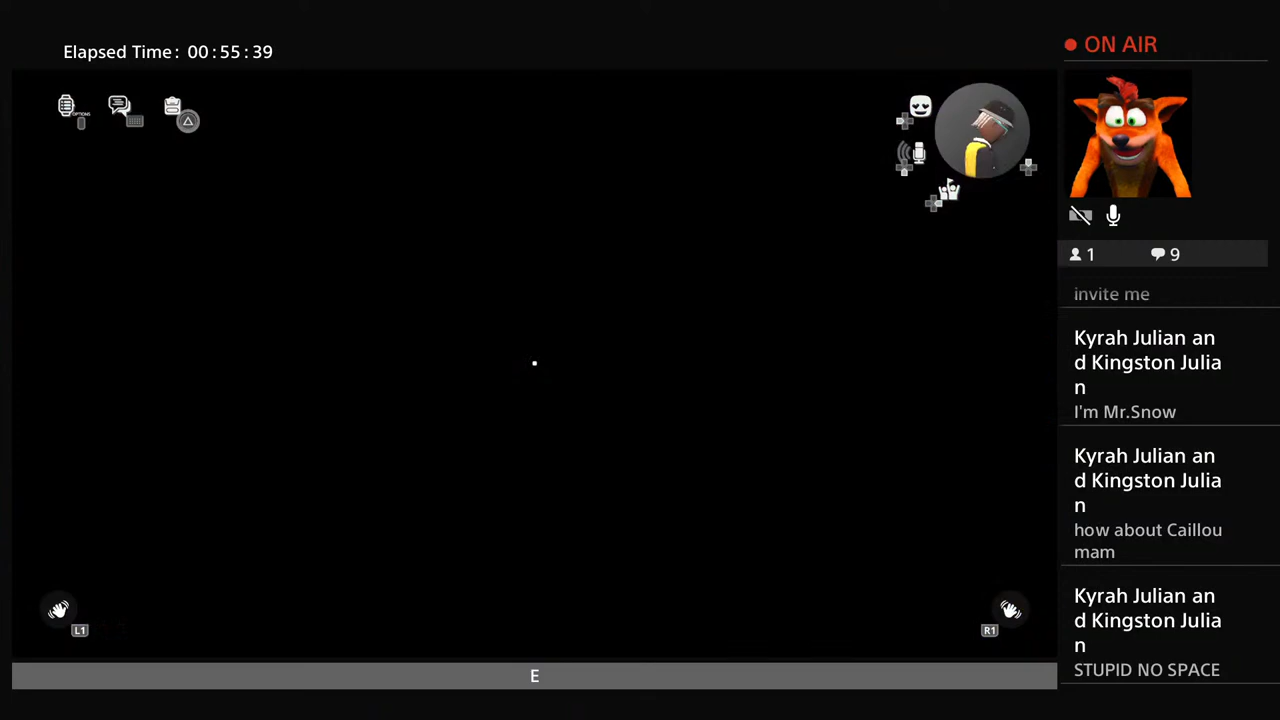 Elapsed Time: 00:55:39
ON AIR
OPTIONS
1
9
invite me
Kyrah Julian an
d Kingston Julia
n
I'm Mr.Snow
Kyrah Julian an
d Kingston Julia
n
how about Caillou
mam
Kyrah Julian an
d Kingston Julia
n
STUPID NO SPACE
L1
R1
E